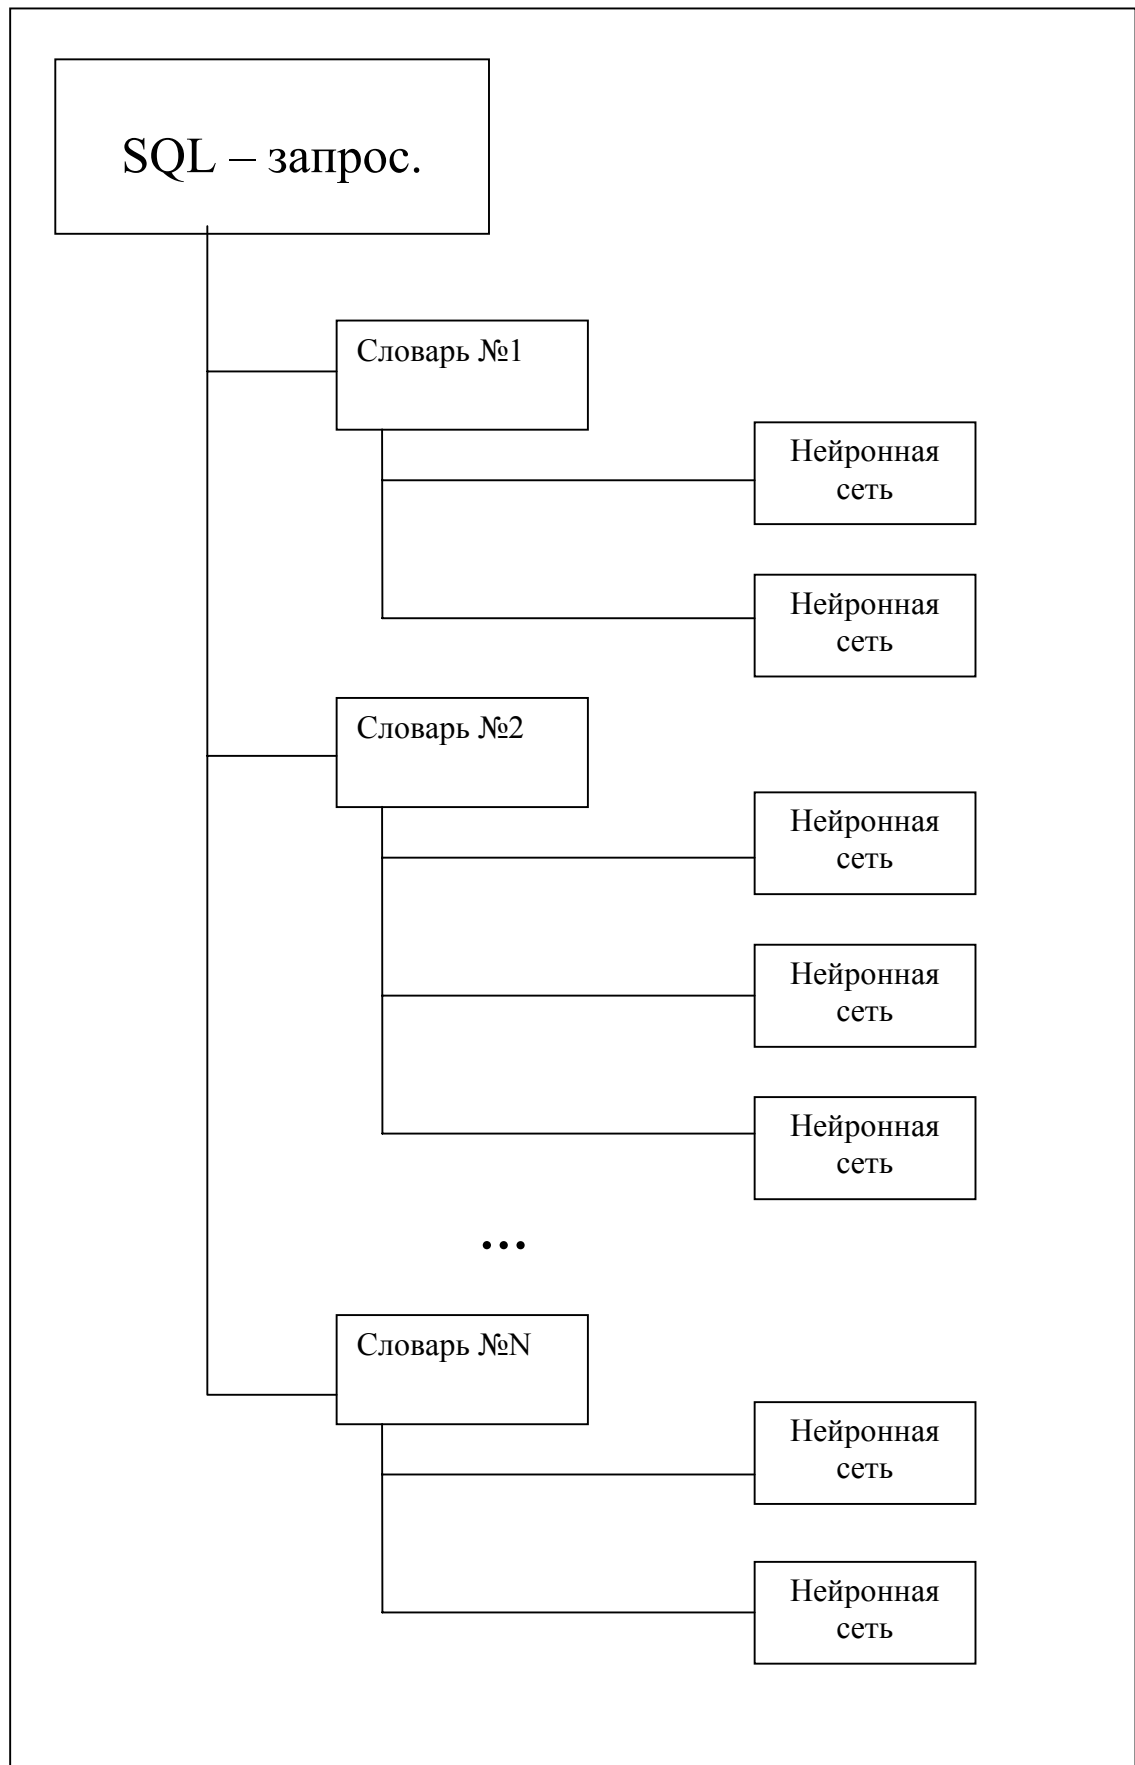 SQL – запрос.
Словарь №1
Нейронная
сеть
Нейронная
сеть
Словарь №2
Нейронная
сеть
Нейронная
сеть
Нейронная
сеть
...
Словарь №N
Нейронная
сеть
Нейронная
сеть